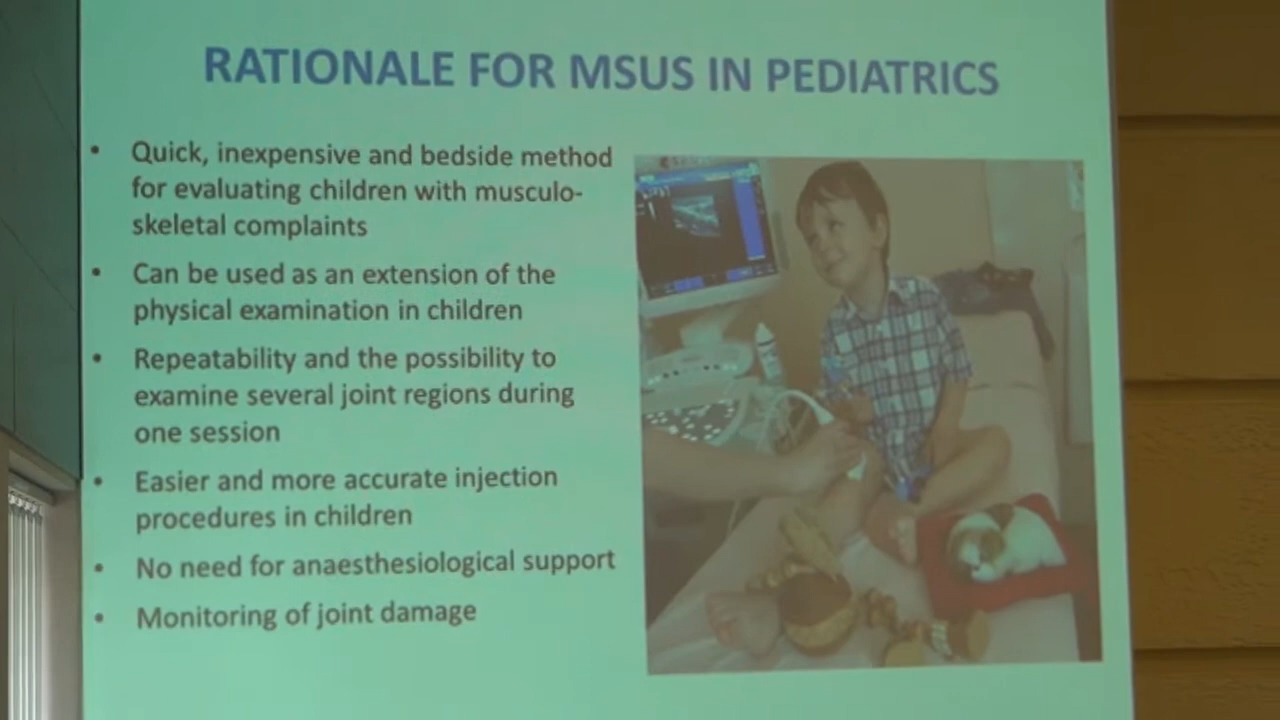 RATIONALE FOR MSUS IN PEDIATRICS
• Quick, inexpensive and bedside method
for evaluating children with musculo-
skeletal complaints
• Can be used as an extension of the
physical examination in children
• Repeatability and the possibility to
examine several joint regions during
one session
• Easier and more accurate injection
procedures in children
• No need for anaesthesiological support
• Monitoring of joint damage